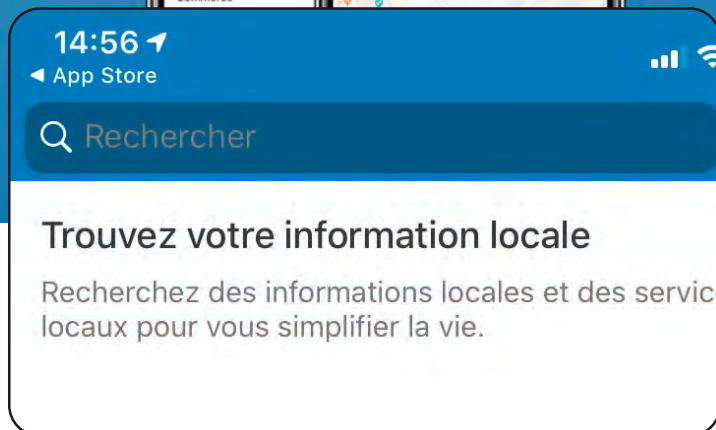 Commerce
14:56
◀ App Store
Rechercher
Trouvez votre information locale
Recherchez des informations locales et des servic
locaux pour vous simplifier la vie.